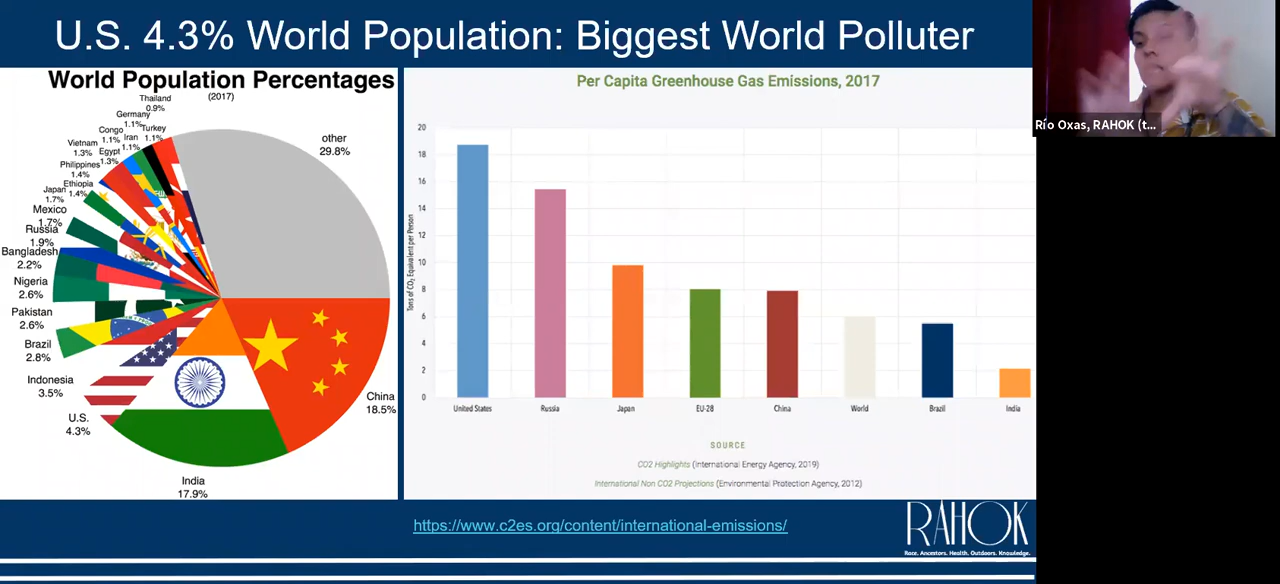 U.S. 4.3% World Population: Biggest World Polluter
World Population Percentages
(2017)
Thailand
0.9%
Germany
1.1%
Turkey
1.1%
Congo
1.1%
Iran
1.1%
Vietnam
1.3%
Egypt
1.3%
Philippines
1.4%
Ethiopia
1.4%
Japan
1.7%
Mexico
1.7%
Russia
1.9%
Bangladesh
2.2%
Nigeria
2.6%
Pakistan
2.6%
Brazil
2.8%
Indonesia
3.5%
U.S.
4.3%
India
17.9%
China
18.5%
other
29.8%
Per Capita Greenhouse Gas Emissions, 2017
Tons of CO₂ Equivalent per Person
20
18
16
14
12
10
8
6
4
2
0
United States
Russia
Japan
EU-28
China
World
Brazil
India
SOURCE
CO2 Highlights (International Energy Agency, 2019)
International Non CO2 Projections (Environmental Protection Agency, 2012)
https://www.c2es.org/content/international-emissions/
RAHOK
Race. Ancestors. Health. Outdoors. Knowledge.
Río Oxas, RAHOK (t...